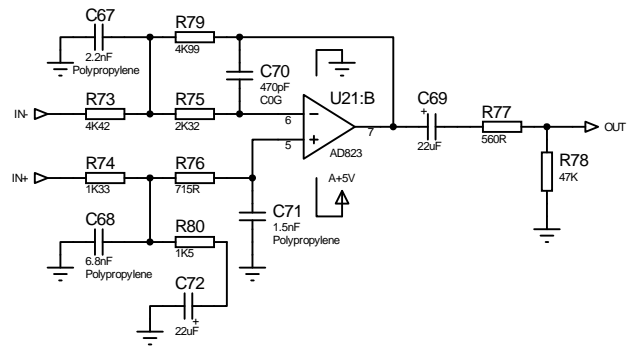 C67
2.2nF
Polypropylene
R79
4K99
C70
470pF
C0G
U21:B
C69
22uF
+
R77
560R
OUT
IN-
R73
4K42
R75
2K32
6
5
7
AD823
R78
47K
IN+
R74
1K33
R76
715R
A+5V
C68
6.8nF
Polypropylene
R80
1K5
C71
1.5nF
Polypropylene
C72
22uF
+